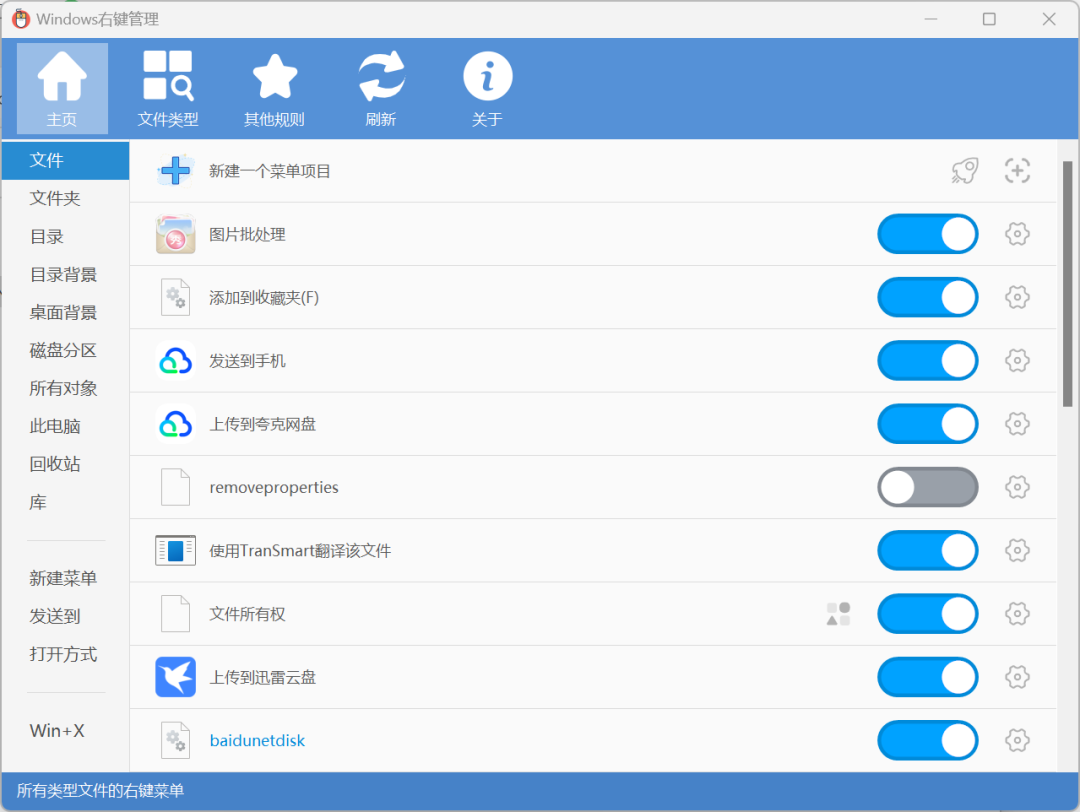 Windows右键管理
主页
文件类型
其他规则
刷新
关于
文件
文件夹
目录
目录背景
桌面背景
磁盘分区
所有对象
此电脑
回收站
库
新建菜单
发送到
打开方式
Win+X
新建一个菜单项目
图片批处理
添加到收藏夹(F)
发送到手机
上传到夸克网盘
removeproperties
使用TranSmart翻译该文件
文件所有权
上传到迅雷云盘
baidunetdisk
所有类型文件的右键菜单